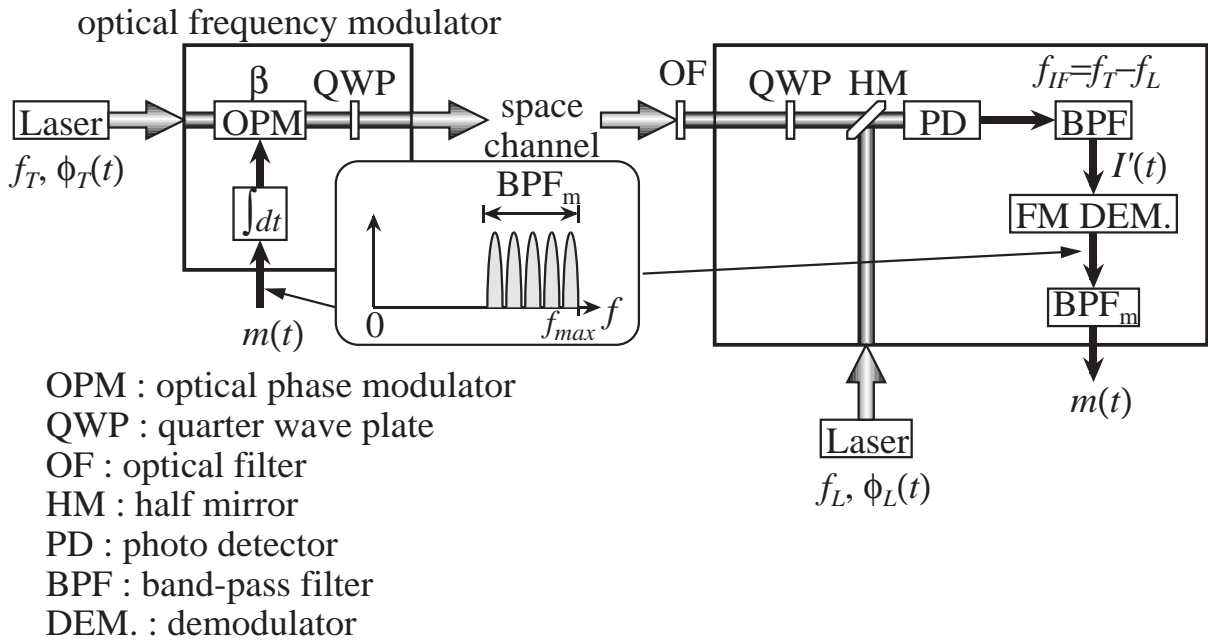 optical frequency modulator
β
QWP
Laser
OPM
f_T, ϕ_T(t)
∫dt
m(t)
space
channel
BPF_m
0
f_max
f
OF
QWP
HM
f_IF=f_T–f_L
PD
BPF
I'(t)
FM DEM.
BPF_m
m(t)
Laser
f_L, ϕ_L(t)
OPM : optical phase modulator
QWP : quarter wave plate
OF : optical filter
HM : half mirror
PD : photo detector
BPF : band-pass filter
DEM. : demodulator